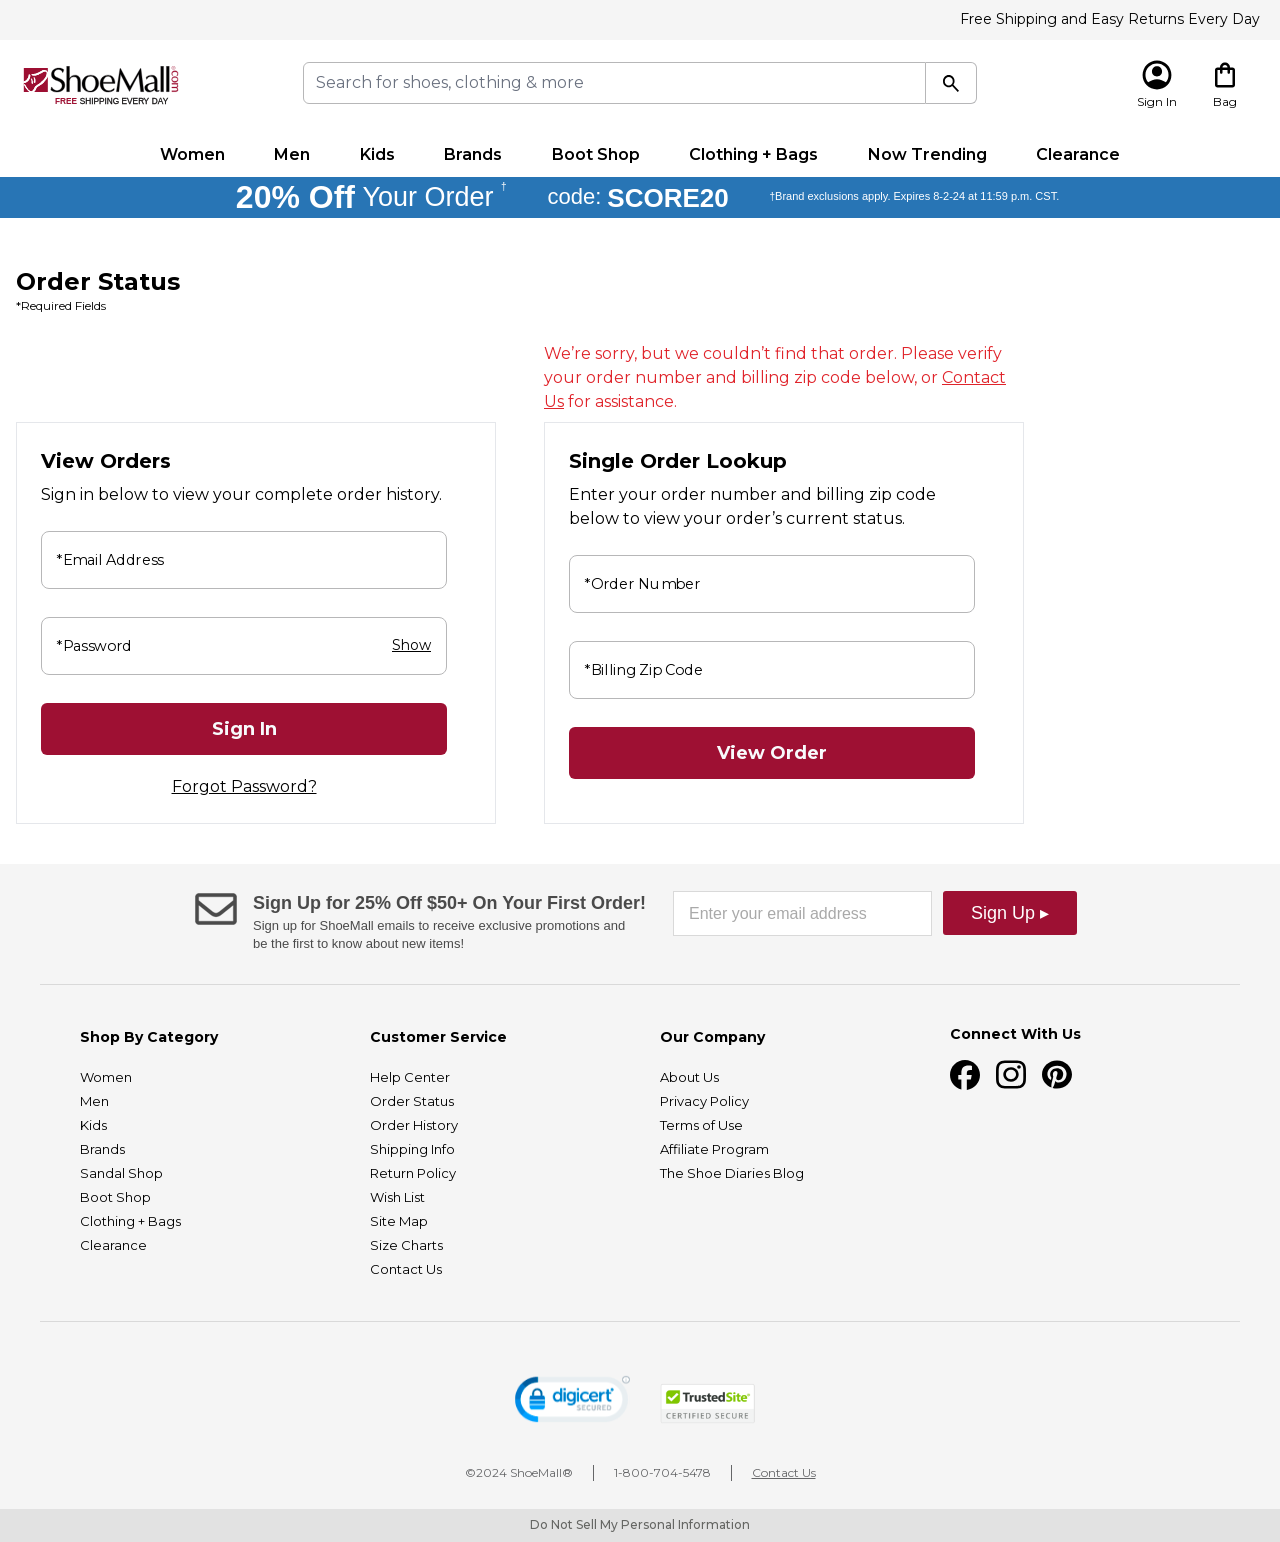 Free Shipping and Easy Returns Every Day
ShoeMall.com
FREE SHIPPING EVERY DAY
Search for shoes, clothing & more
Sign In
Bag
Women Men Kids Brands Boot Shop Clothing + Bags Now Trending Clearance
20% Off Your Order † code: SCORE20 †Brand exclusions apply. Expires 8-2-24 at 11:59 p.m. CST.
Order Status
*Required Fields
We’re sorry, but we couldn’t find that order. Please verify
your order number and billing zip code below, or Contact
Us for assistance.
View Orders
Sign in below to view your complete order history.
*Email Address
*Password Show
Sign In
Forgot Password?
Single Order Lookup
Enter your order number and billing zip code
below to view your order’s current status.
*Order Number
*Billing Zip Code
View Order
Sign Up for 25% Off $50+ On Your First Order!
Sign up for ShoeMall emails to receive exclusive promotions and
be the first to know about new items!
Enter your email address
Sign Up ▸
Shop By Category
Women
Men
Kids
Brands
Sandal Shop
Boot Shop
Clothing + Bags
Clearance
Customer Service
Help Center
Order Status
Order History
Shipping Info
Return Policy
Wish List
Site Map
Size Charts
Contact Us
Our Company
About Us
Privacy Policy
Terms of Use
Affiliate Program
The Shoe Diaries Blog
Connect With Us
digicert
SECURED
TrustedSite
CERTIFIED SECURE
©2024 ShoeMall® 1-800-704-5478 Contact Us
Do Not Sell My Personal Information